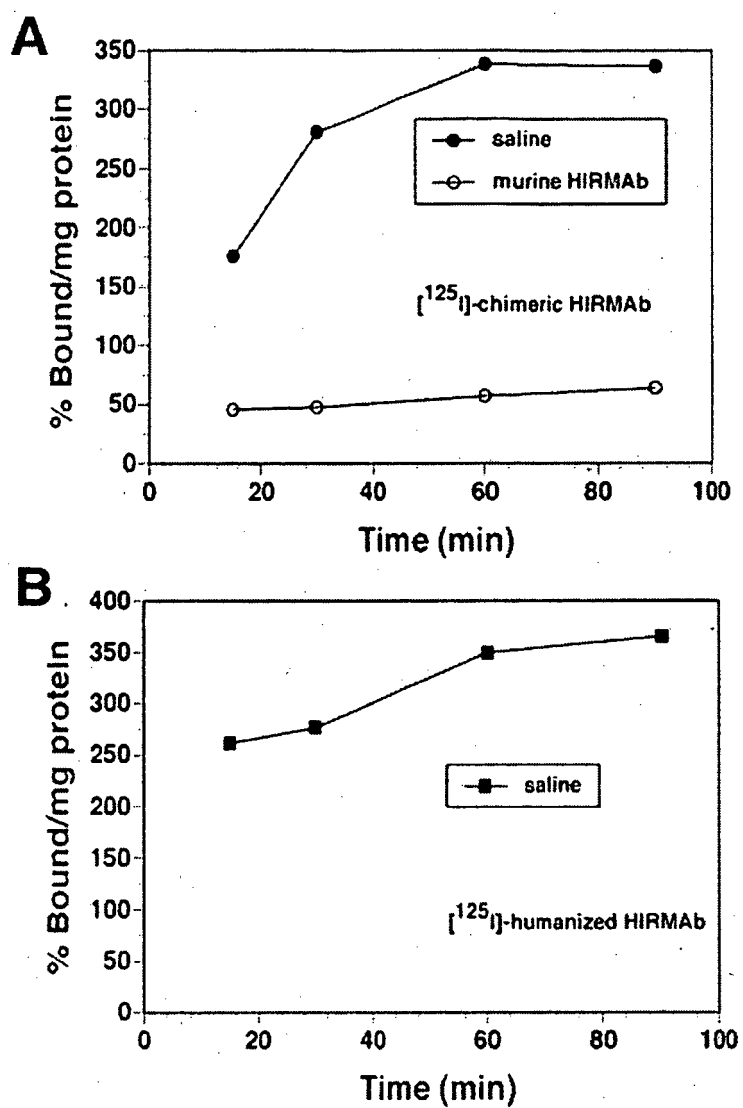 A
% Bound/mg protein
350
300
250
200
150
100
50
0
saline
murine HIRMAb
[125I]-chimeric HIRMAb
0 20 40 60 80 100
Time (min)
B
% Bound/mg protein
400
350
300
250
200
150
100
50
0
saline
[125I]-humanized HIRMAb
0 20 40 60 80 100
Time (min)